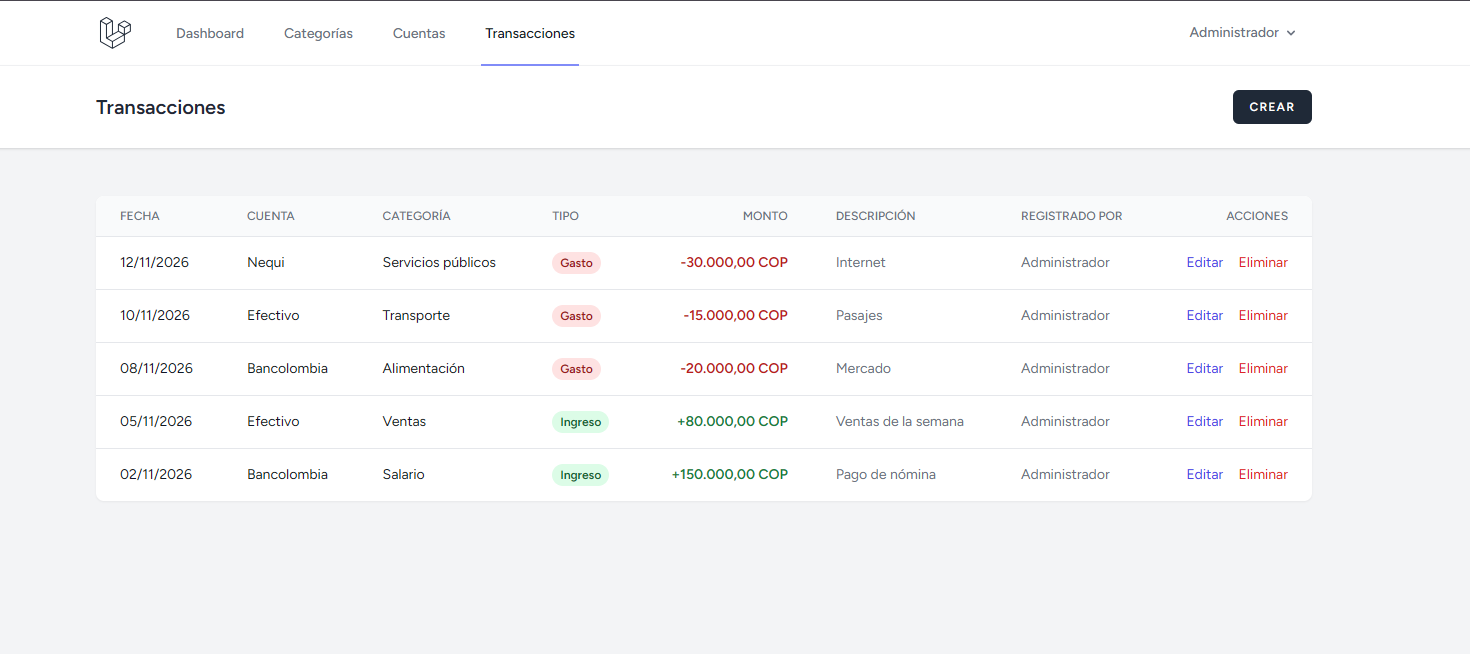 Dashboard Categorías Cuentas Transacciones Administrador
Transacciones CREAR
FECHA CUENTA CATEGORÍA TIPO MONTO DESCRIPCIÓN REGISTRADO POR ACCIONES
12/11/2026 Nequi Servicios públicos Gasto -30.000,00 COP Internet Administrador Editar Eliminar
10/11/2026 Efectivo Transporte Gasto -15.000,00 COP Pasajes Administrador Editar Eliminar
08/11/2026 Bancolombia Alimentación Gasto -20.000,00 COP Mercado Administrador Editar Eliminar
05/11/2026 Efectivo Ventas Ingreso +80.000,00 COP Ventas de la semana Administrador Editar Eliminar
02/11/2026 Bancolombia Salario Ingreso +150.000,00 COP Pago de nómina Administrador Editar Eliminar